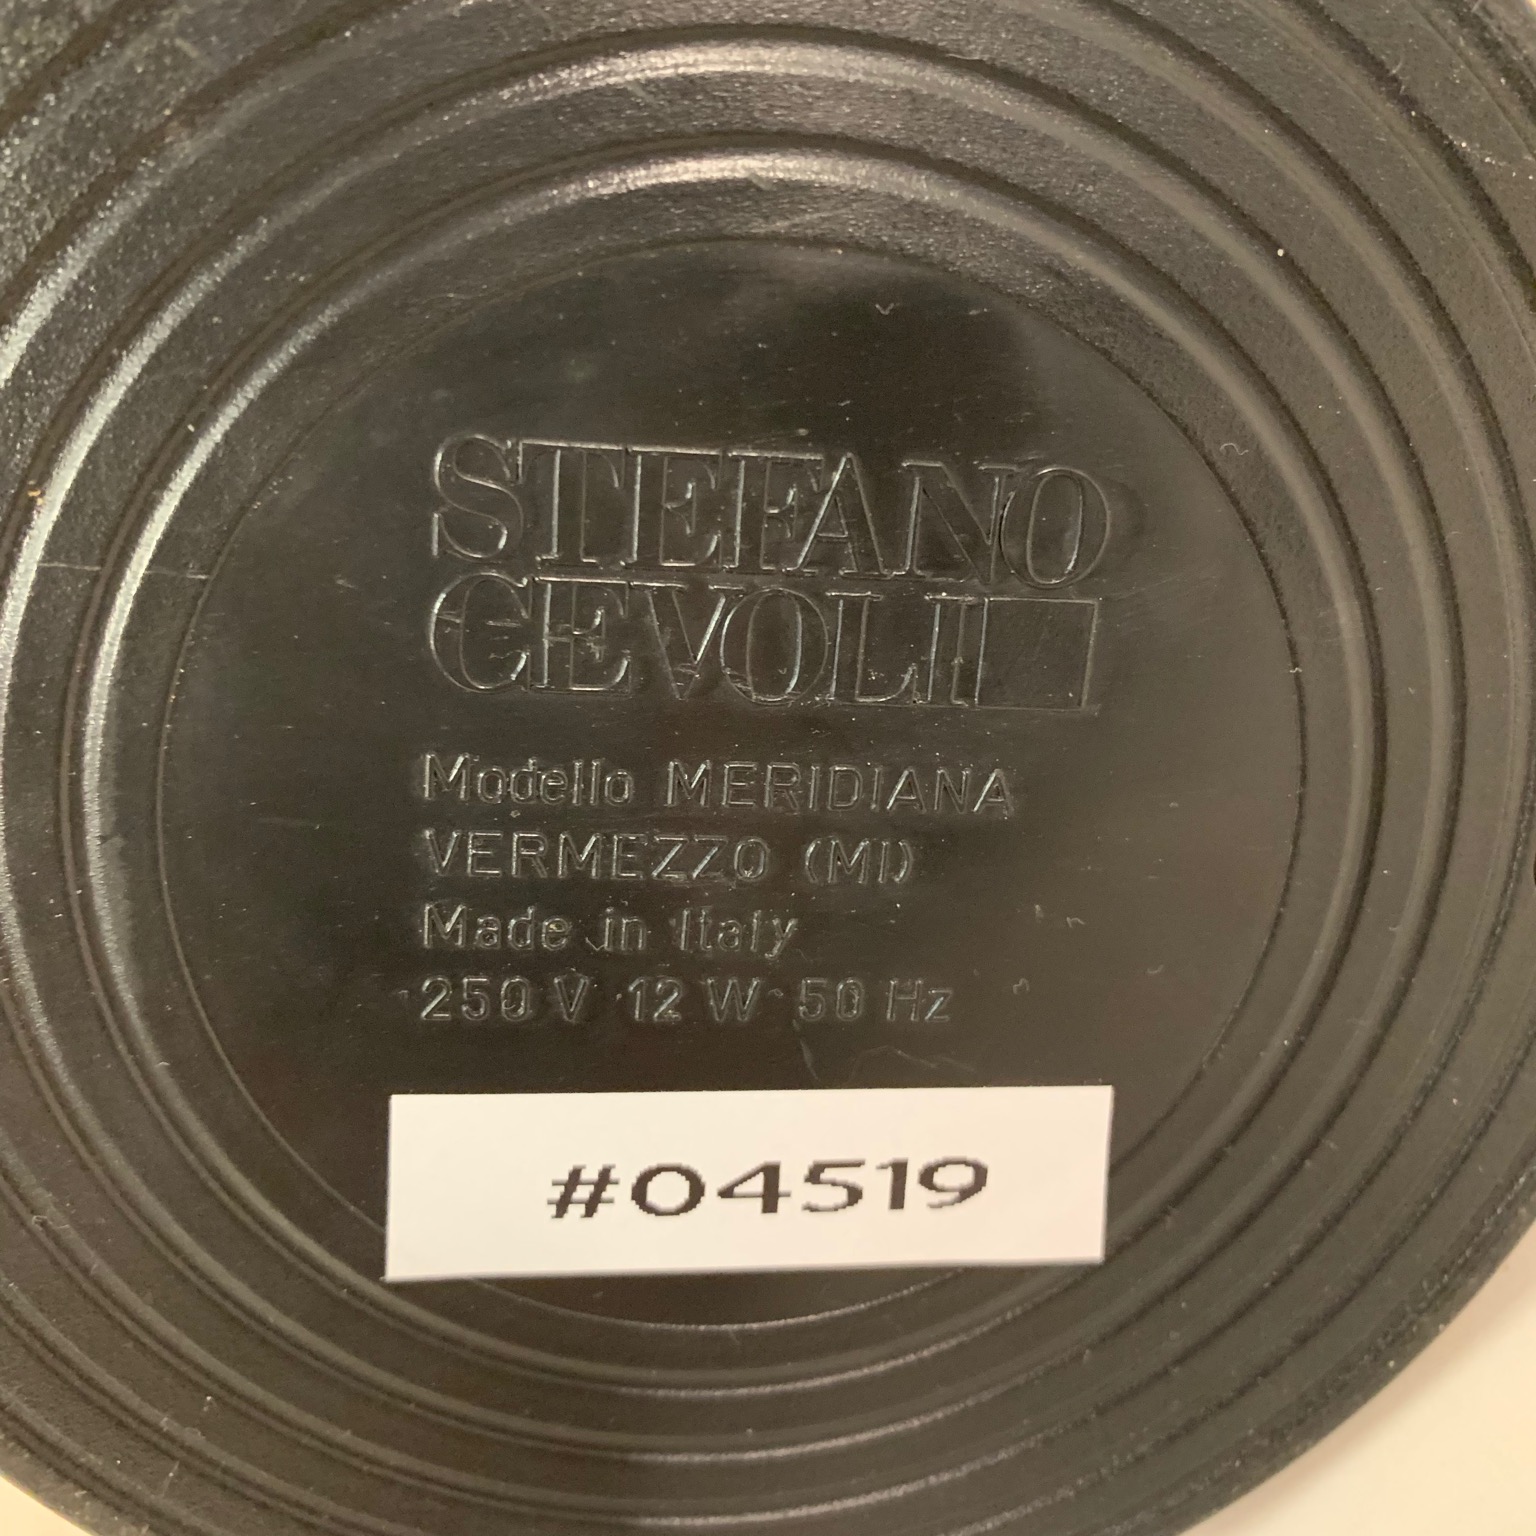 STEFANO
CEVOLI
Modello MERIDIANA
VERMEZZO (MI)
Made in Italy
250 V 12 W 50 Hz
#04519